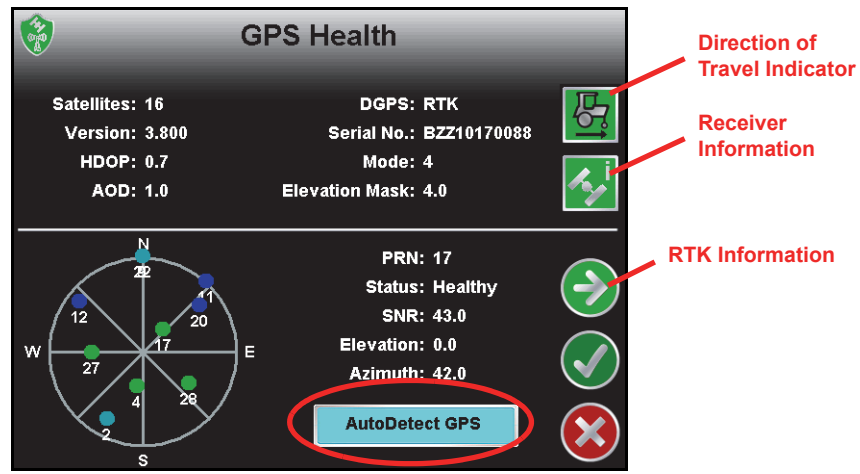 GPS Health
Satellites: 16
Version: 3.800
HDOP: 0.7
AOD: 1.0
DGPS: RTK
Serial No.: BZZ10170088
Mode: 4
Elevation Mask: 4.0
i
Direction of
Travel Indicator
Receiver
Information
RTK Information
N
12
11
20
17
W
E
27
4
28
2
S
PRN: 17
Status: Healthy
SNR: 43.0
Elevation: 0.0
Azimuth: 42.0
AutoDetect GPS